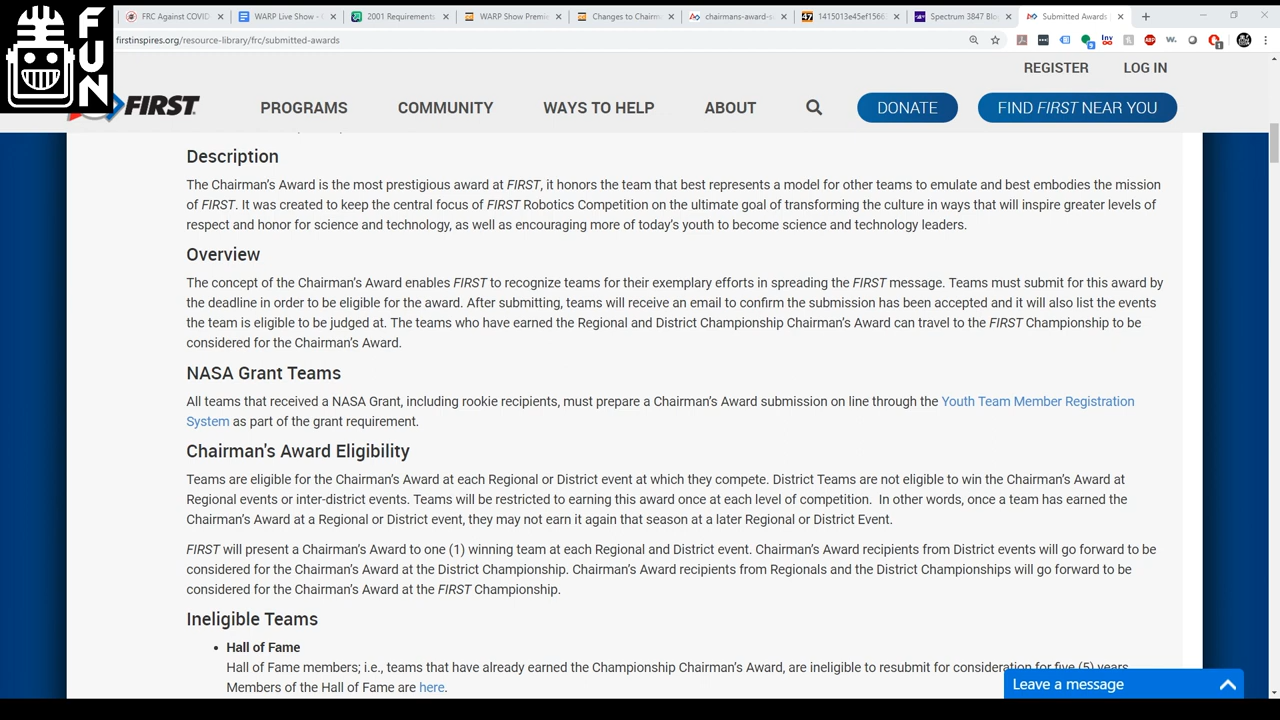 FUN
FRC Against COVID
WARP Live Show -
2001 Requirements
WARP Show Premie
Changes to Chairm
chairmans-award-s
1415013e45ef1566
Spectrum 3847 Blo
Submitted Awards
firstinspires.org/resource-library/frc/submitted-awards
REGISTER LOG IN
FIRST PROGRAMS COMMUNITY WAYS TO HELP ABOUT DONATE FIND FIRST NEAR YOU
Description
The Chairman's Award is the most prestigious award at FIRST, it honors the team that best represents a model for other teams to emulate and best embodies the mission
of FIRST. It was created to keep the central focus of FIRST Robotics Competition on the ultimate goal of transforming the culture in ways that will inspire greater levels of
respect and honor for science and technology, as well as encouraging more of today's youth to become science and technology leaders.
Overview
The concept of the Chairman's Award enables FIRST to recognize teams for their exemplary efforts in spreading the FIRST message. Teams must submit for this award by
the deadline in order to be eligible for the award. After submitting, teams will receive an email to confirm the submission has been accepted and it will also list the events
the team is eligible to be judged at. The teams who have earned the Regional and District Championship Chairman's Award can travel to the FIRST Championship to be
considered for the Chairman's Award.
NASA Grant Teams
All teams that received a NASA Grant, including rookie recipients, must prepare a Chairman's Award submission on line through the Youth Team Member Registration
System as part of the grant requirement.
Chairman's Award Eligibility
Teams are eligible for the Chairman's Award at each Regional or District event at which they compete. District Teams are not eligible to win the Chairman's Award at
Regional events or inter-district events. Teams will be restricted to earning this award once at each level of competition. In other words, once a team has earned the
Chairman's Award at a Regional or District event, they may not earn it again that season at a later Regional or District Event.
FIRST will present a Chairman's Award to one (1) winning team at each Regional and District event. Chairman's Award recipients from District events will go forward to be
considered for the Chairman's Award at the District Championship. Chairman's Award recipients from Regionals and the District Championships will go forward to be
considered for the Chairman's Award at the FIRST Championship.
Ineligible Teams
• Hall of Fame
Hall of Fame members; i.e., teams that have already earned the Championship Chairman's Award, are ineligible to resubmit for consideration for five (5) years.
Members of the Hall of Fame are here.
Leave a message